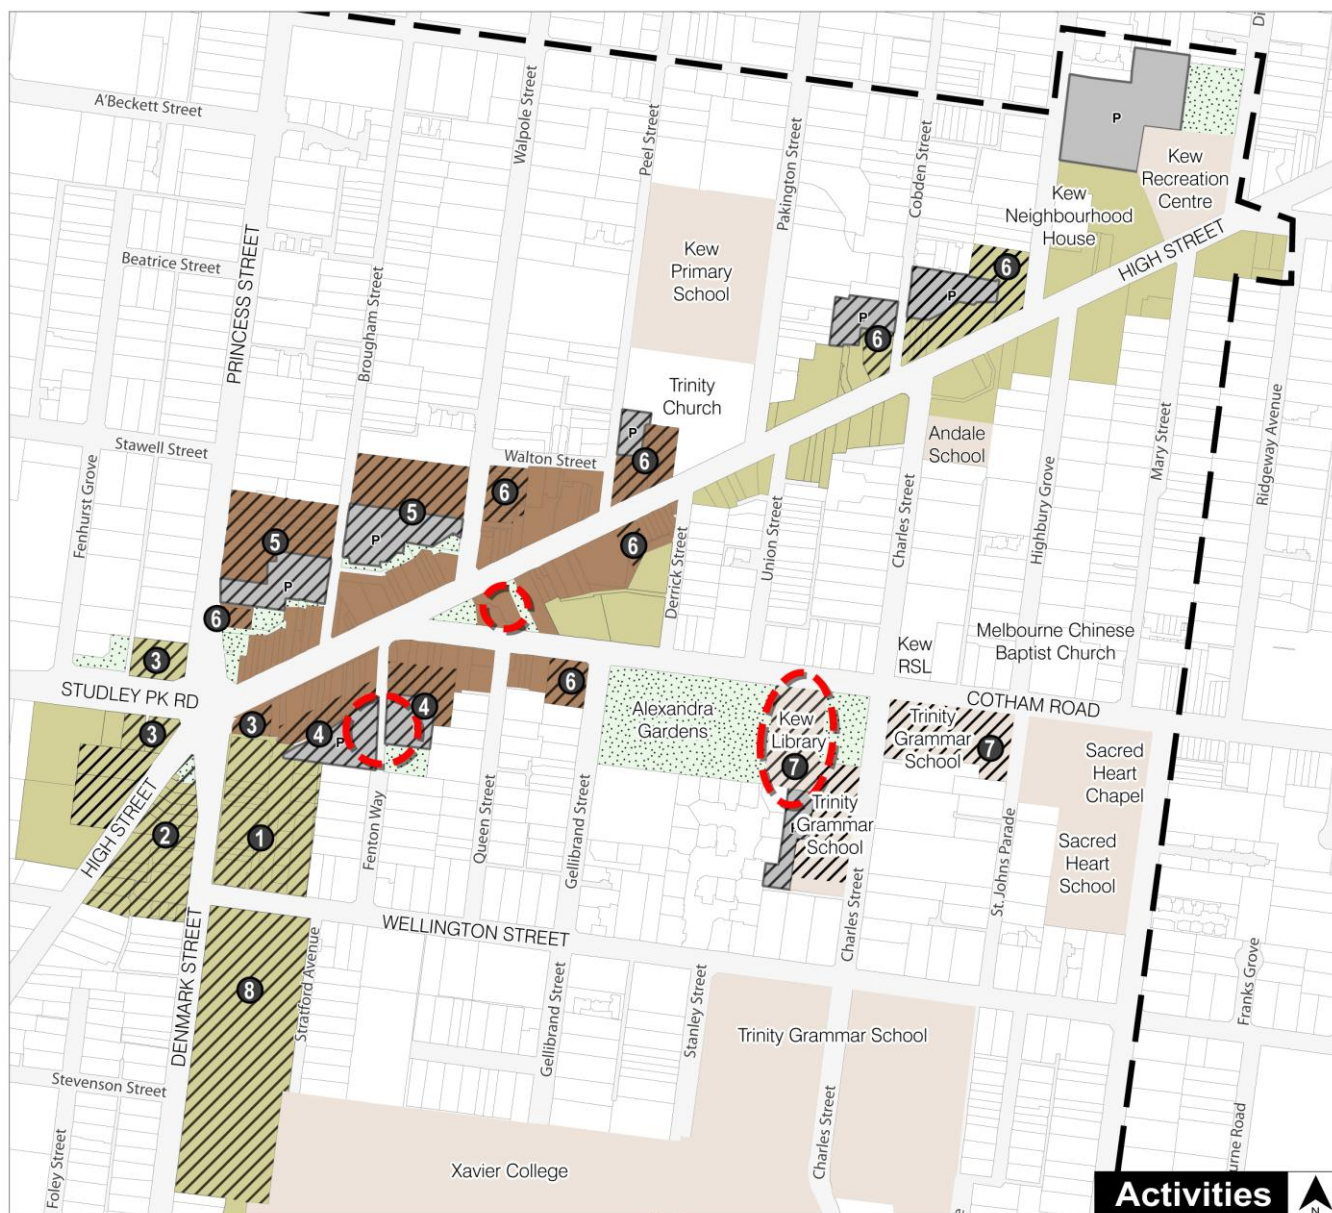 Di
A'Beckett Street
Walpole Street
Peel Street
Pakington Street
Cobden Street
P
Kew
Recreation
Centre
Kew
Neighbourhood
House
HIGH STREET
Beatrice Street
PRINCESS STREET
Brougham Street
Kew
Primary
School
6
P
P
6
Trinity
Church
Stawell Street
Walton Street
P
6
Andale
School
Mary Street
Ridgeway Avenue
Fenhurst Grove
6
5
P
5
P
6
Derrick Street
Union Street
Charles Street
Highbury Grove
6
3
Kew
RSL
Melbourne Chinese
Baptist Church
STUDLEY PK RD
COTHAM ROAD
6
3
3
4
P
4
Alexandra
Gardens
Kew
Library
7
Trinity
Grammar
School
7
Sacred
Heart
Chapel
HIGH STREET
2
1
Fenton Way
Queen Street
Gellibrand Street
Trinity
Grammar
School
Charles Street
St. Johns Parade
Sacred
Heart
School
WELLINGTON STREET
DENMARK STREET
8
Stratford Avenue
Gellibrand Street
Stanley Street
Trinity Grammar School
Franks Grove
Stevenson Street
Foley Street
Xavier College
Charles Street
urne Road
Activities
N